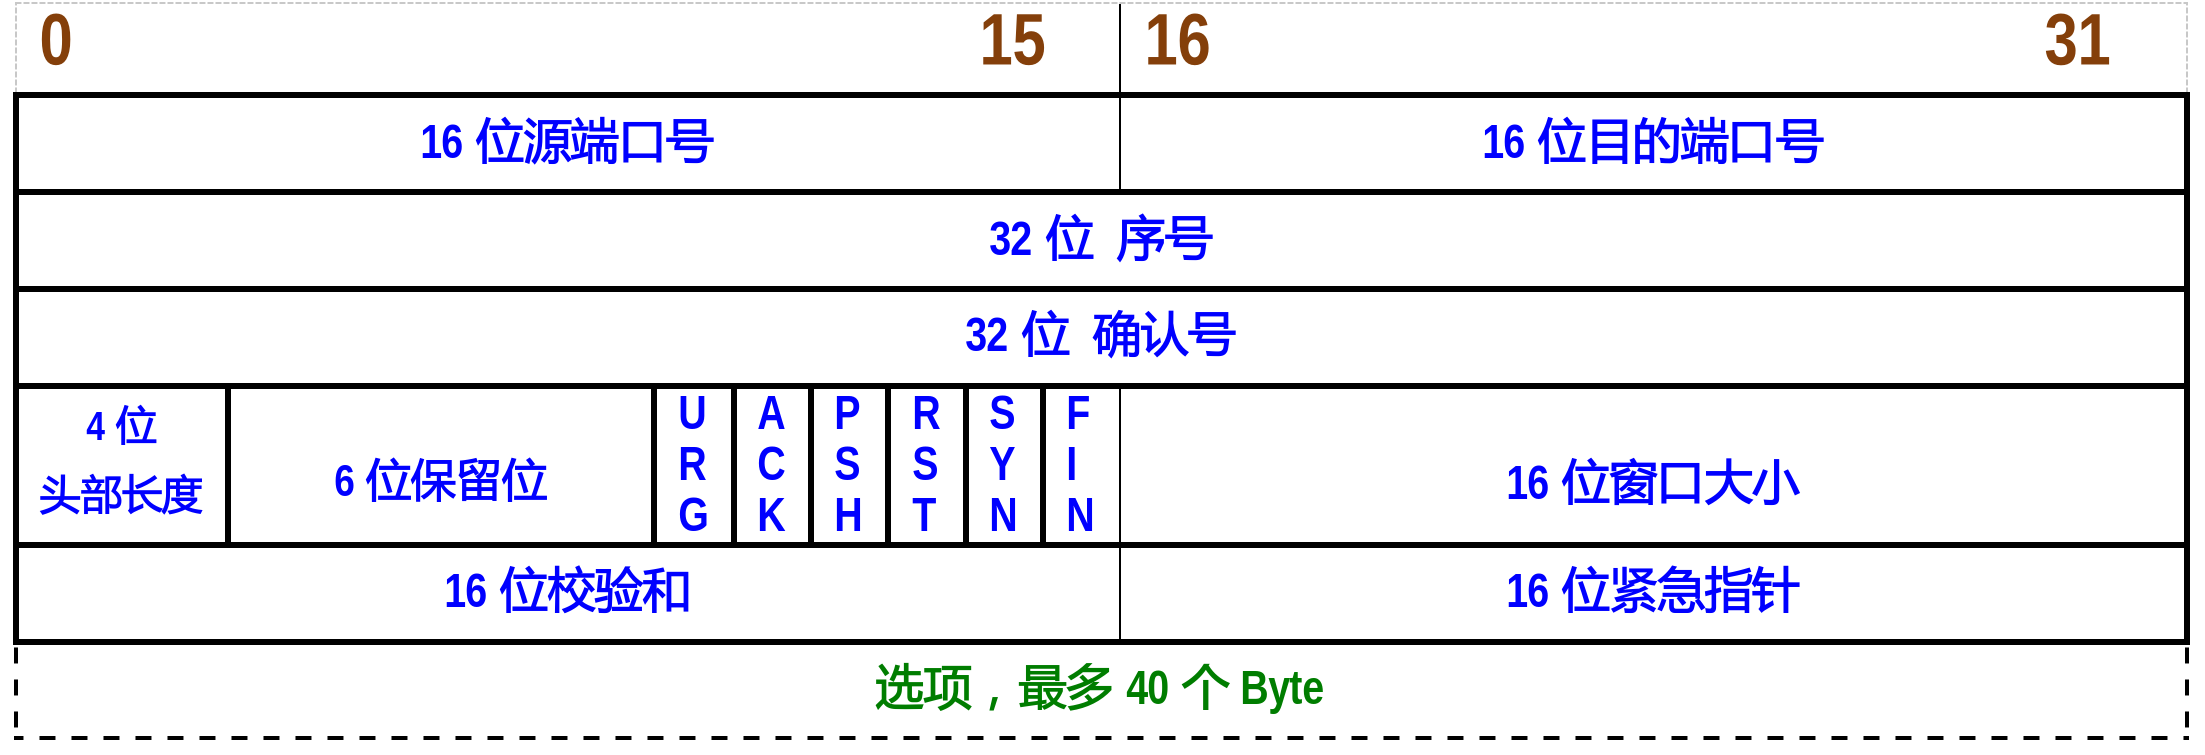 0 15 16 31
16 位源端口号 16 位目的端口号
32 位 序号
32 位 确认号
4 位
头部长度
6 位保留位
URG
ACK
PSH
RST
SYN
FIN
16 位窗口大小
16 位校验和 16 位紧急指针
选项，最多 40 个 Byte